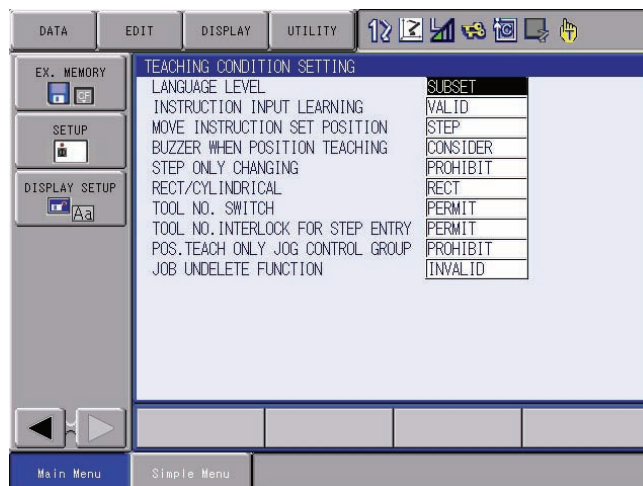 DATA EDIT DISPLAY UTILITY
EX. MEMORY
CF
SETUP
DISPLAY SETUP
Aa
TEACHING CONDITION SETTING
LANGUAGE LEVEL SUBSET
INSTRUCTION INPUT LEARNING VALID
MOVE INSTRUCTION SET POSITION STEP
BUZZER WHEN POSITION TEACHING CONSIDER
STEP ONLY CHANGING PROHIBIT
RECT/CYLINDRICAL RECT
TOOL NO. SWITCH PERMIT
TOOL NO.INTERLOCK FOR STEP ENTRY PERMIT
POS.TEACH ONLY JOG CONTROL GROUP PROHIBIT
JOB UNDELETE FUNCTION INVALID
Main Menu Simple Menu